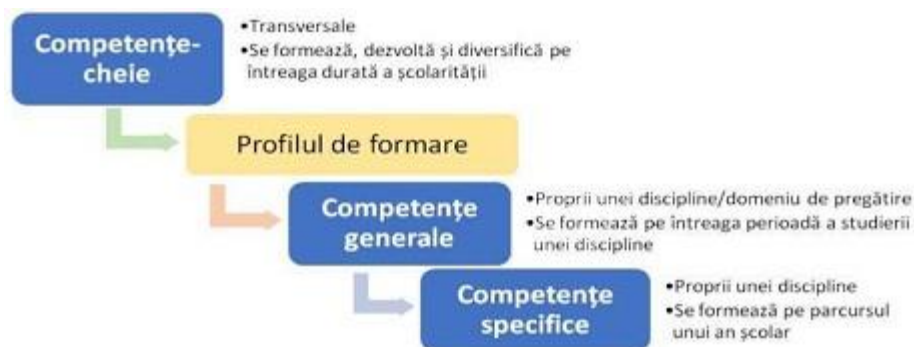 Competențe-
cheie
•Transversale
•Se formează, dezvoltă și diversifică pe
întreaga durată a școlarității
Profilul de formare
Competențe
generale
•Proprii unei discipline/domeniu de pregătire
•Se formează pe întreaga perioadă a studierii
unei discipline
Competențe
specifice
•Proprii unei discipline
•Se formează pe parcursul
unui an școlar